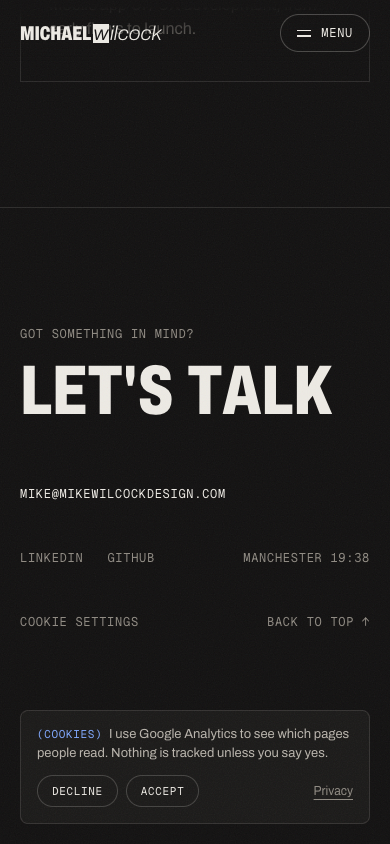 MICHAEL wilcock
to launch.
MENU
GOT SOMETHING IN MIND?
LET'S TALK
MIKE@MIKEWILCOCKDESIGN.COM
LINKEDIN GITHUB MANCHESTER 19:38
COOKIE SETTINGS BACK TO TOP ↑
(COOKIES) I use Google Analytics to see which pages
people read. Nothing is tracked unless you say yes.
DECLINE ACCEPT Privacy